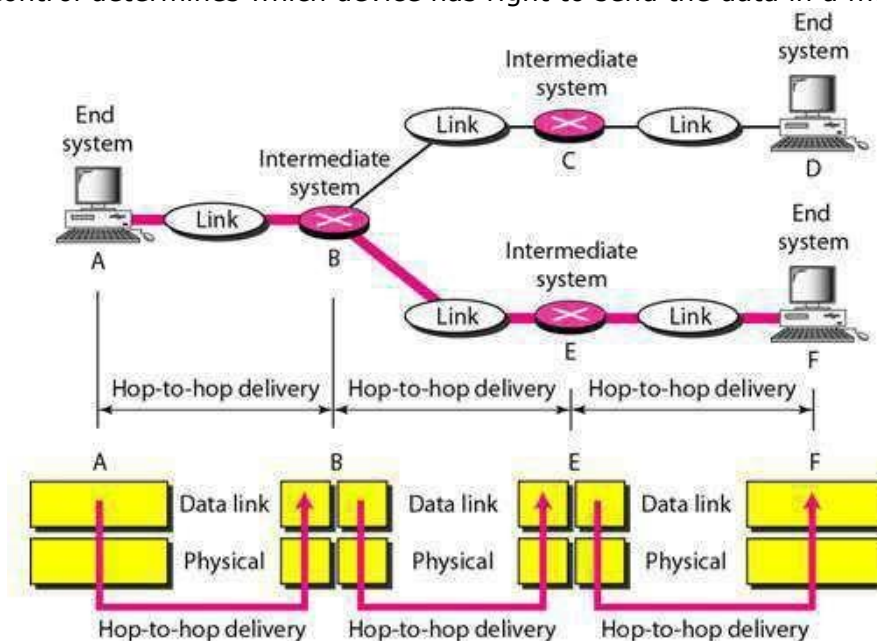 control determines which device has right to send the data in a
End
system
Intermediate
system
Link
Link
C
D
End
system
Intermediate
system
Link
A
B
End
system
Intermediate
system
Link
Link
E
F
Hop-to-hop delivery
Hop-to-hop delivery
Hop-to-hop delivery
A
B
E
F
Data link
Data link
Data link
Physical
Physical
Physical
Hop-to-hop delivery
Hop-to-hop delivery
Hop-to-hop delivery